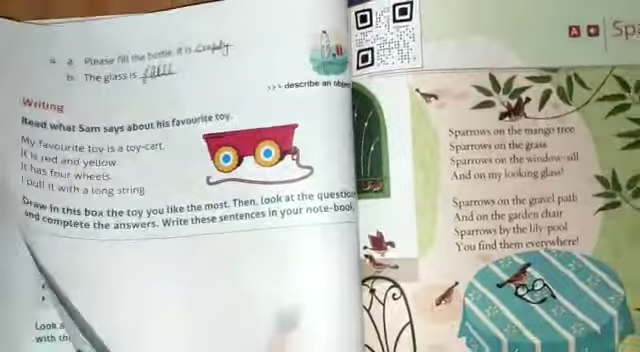 4. a. Please fill the bottle. It is empty
b. The glass is full
>>> describe an object
Writing
Read what Sam says about his favourite toy.
My favourite toy is a toy-cart.
It is red and yellow
It has four wheels
I pull it with a long string
Draw in this box the toy you like the most. Then, look at the question
and complete the answers. Write these sentences in your note-book.
Look a
with th
A
Spa
Sparrows on the mango tree
Sparrows on the grass
Sparrows on the window-sill
And on my looking glass!
Sparrows on the gravel path
And on the garden chair
Sparrows by the lily-pool
You find them everywhere!